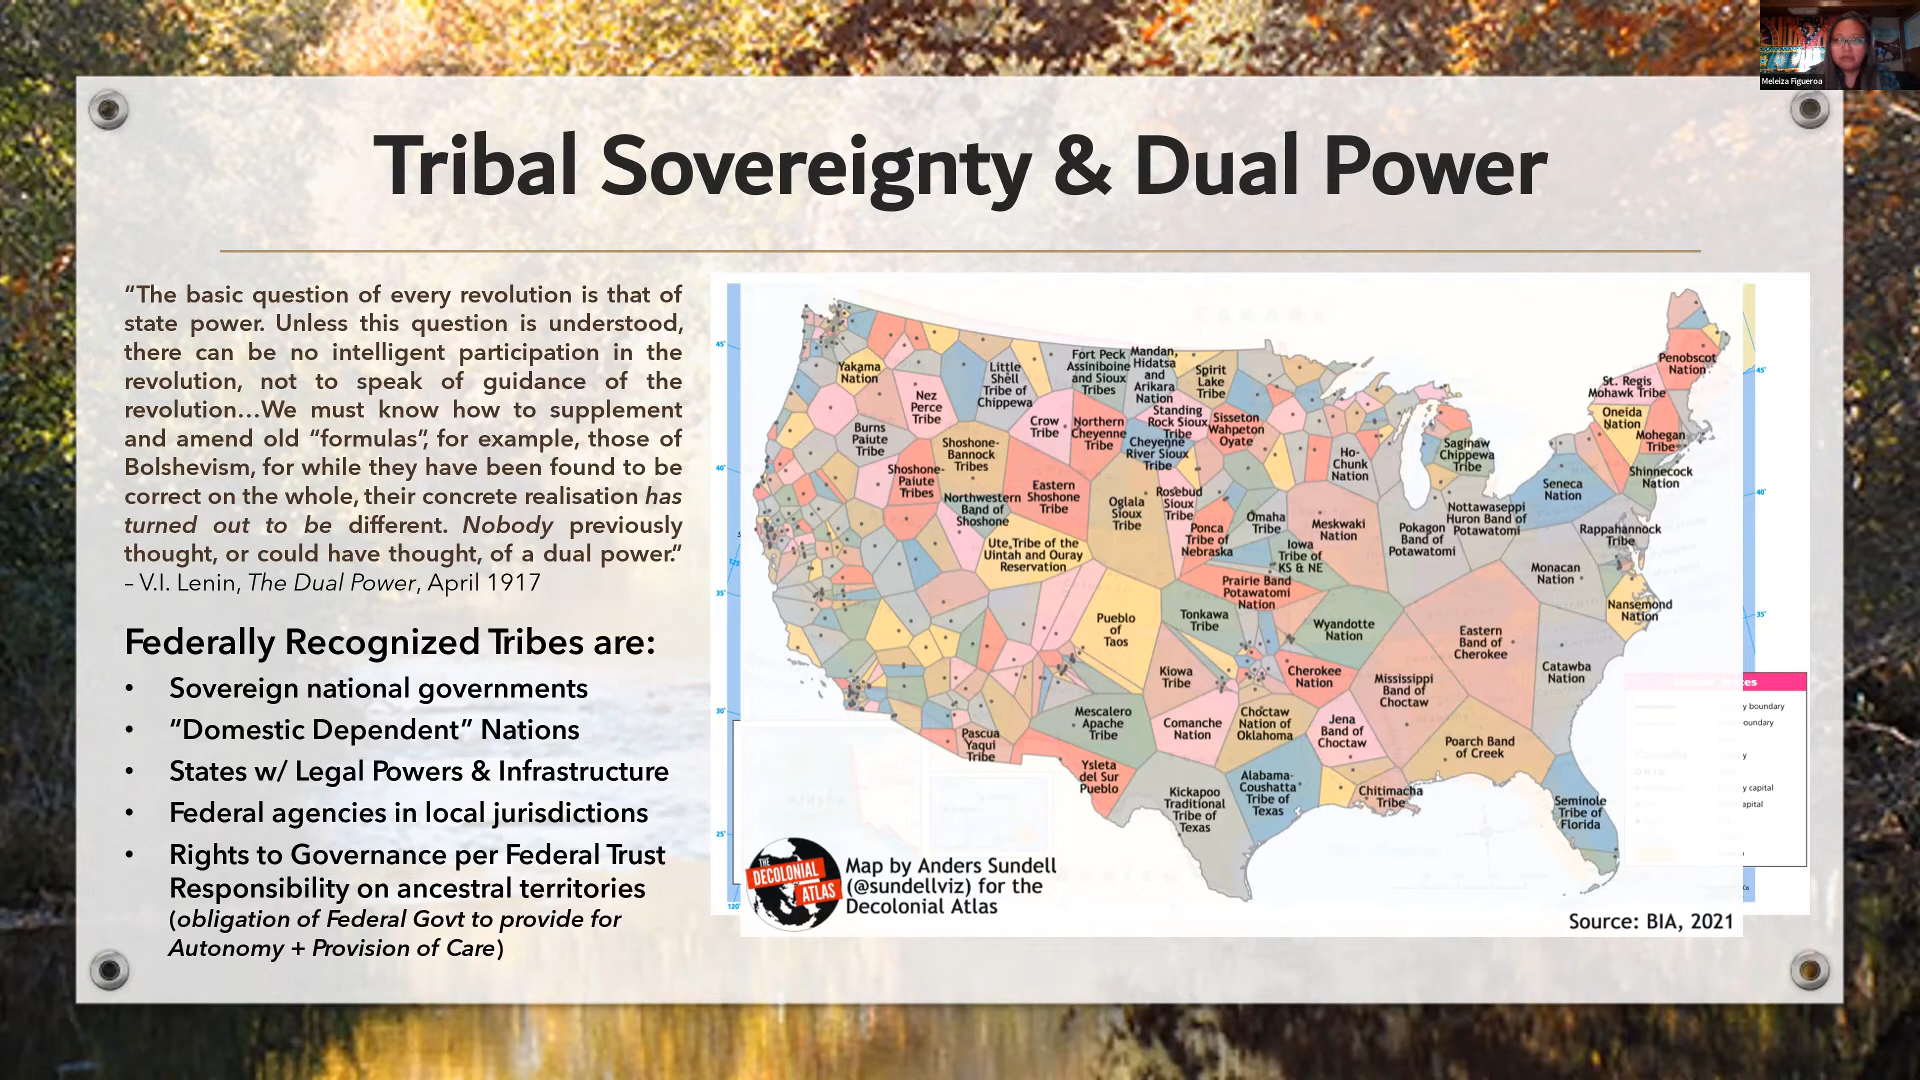 Meleiza Figueroa
Tribal Sovereignty & Dual Power
“The basic question of every revolution is that of
state power. Unless this question is understood,
there can be no intelligent participation in the
revolution, not to speak of guidance of the
revolution…We must know how to supplement
and amend old “formulas”, for example, those of
Bolshevism, for while they have been found to be
correct on the whole, their concrete realisation has
turned out to be different. Nobody previously
thought, or could have thought, of a dual power.”
– V.I. Lenin, The Dual Power, April 1917
Federally Recognized Tribes are:
• Sovereign national governments
• “Domestic Dependent” Nations
• States w/ Legal Powers & Infrastructure
• Federal agencies in local jurisdictions
• Rights to Governance per Federal Trust
Responsibility on ancestral territories
(obligation of Federal Govt to provide for
Autonomy + Provision of Care)
45°
40°
35°
30°
25°
120°
Yakama
Nation
Nez
Perce
Tribe
Burns
Paiute
Tribe
Little
Shell
Tribe of
Chippewa
Fort Peck
Assiniboine
and Sioux
Tribes
Mandan,
Hidatsa
and
Arikara
Nation
Spirit
Lake
Tribe
Crow
Tribe
Northern
Cheyenne
Tribe
Standing
Rock Sioux
Tribe
Cheyenne
River Sioux
Tribe
Sisseton
Wahpeton
Oyate
Shoshone-
Bannock
Tribes
Shoshone-
Paiute
Tribes
Northwestern
Band of
Shoshone
Eastern
Shoshone
Tribe
Oglala
Sioux
Tribe
Rosebud
Sioux
Tribe
Ponca
Tribe of
Nebraska
Omaha
Tribe
Iowa
Tribe of
KS & NE
Meskwaki
Nation
Ho-
Chunk
Nation
Saginaw
Chippewa
Tribe
Nottawaseppi
Huron Band of
Potawatomi
Pokagon
Band of
Potawatomi
Seneca
Nation
St. Regis
Mohawk Tribe
Penobscot
Nation
Oneida
Nation
Mohegan
Tribe
Shinnecock
Nation
Rappahannock
Tribe
Monacan
Nation
Nansemond
Nation
Ute Tribe of the
Uintah and Ouray
Reservation
Prairie Band
Potawatomi
Nation
Pueblo
of
Taos
Tonkawa
Tribe
Wyandotte
Nation
Eastern
Band of
Cherokee
Catawba
Nation
Kiowa
Tribe
Cherokee
Nation
Mississippi
Band of
Choctaw
Mescalero
Apache
Tribe
Comanche
Nation
Choctaw
Nation of
Oklahoma
Jena
Band of
Choctaw
Poarch Band
of Creek
Pascua
Yaqui
Tribe
Ysleta
del Sur
Pueblo
Kickapoo
Traditional
Tribe of
Texas
Alabama-
Coushatta
Tribe of
Texas
Chitimacha
Tribe
Seminole
Tribe of
Florida
45°
40°
35°
y boundary
oundary
y
y capital
apital
THE
DECOLONIAL
ATLAS
Map by Anders Sundell
(@sundellviz) for the
Decolonial Atlas
Source: BIA, 2021